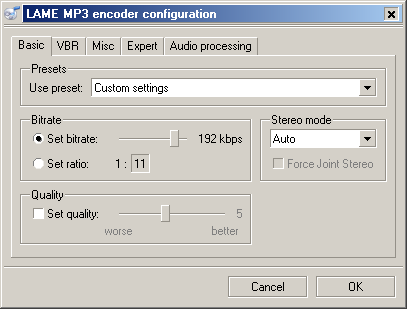 LAME MP3 encoder configuration
Basic VBR Misc Expert Audio processing
Presets
Use preset: Custom settings
Bitrate
Set bitrate: 192 kbps
Set ratio: 1 : 11
Stereo mode
Auto
Force Joint Stereo
Quality
Set quality: 5
worse better
Cancel OK